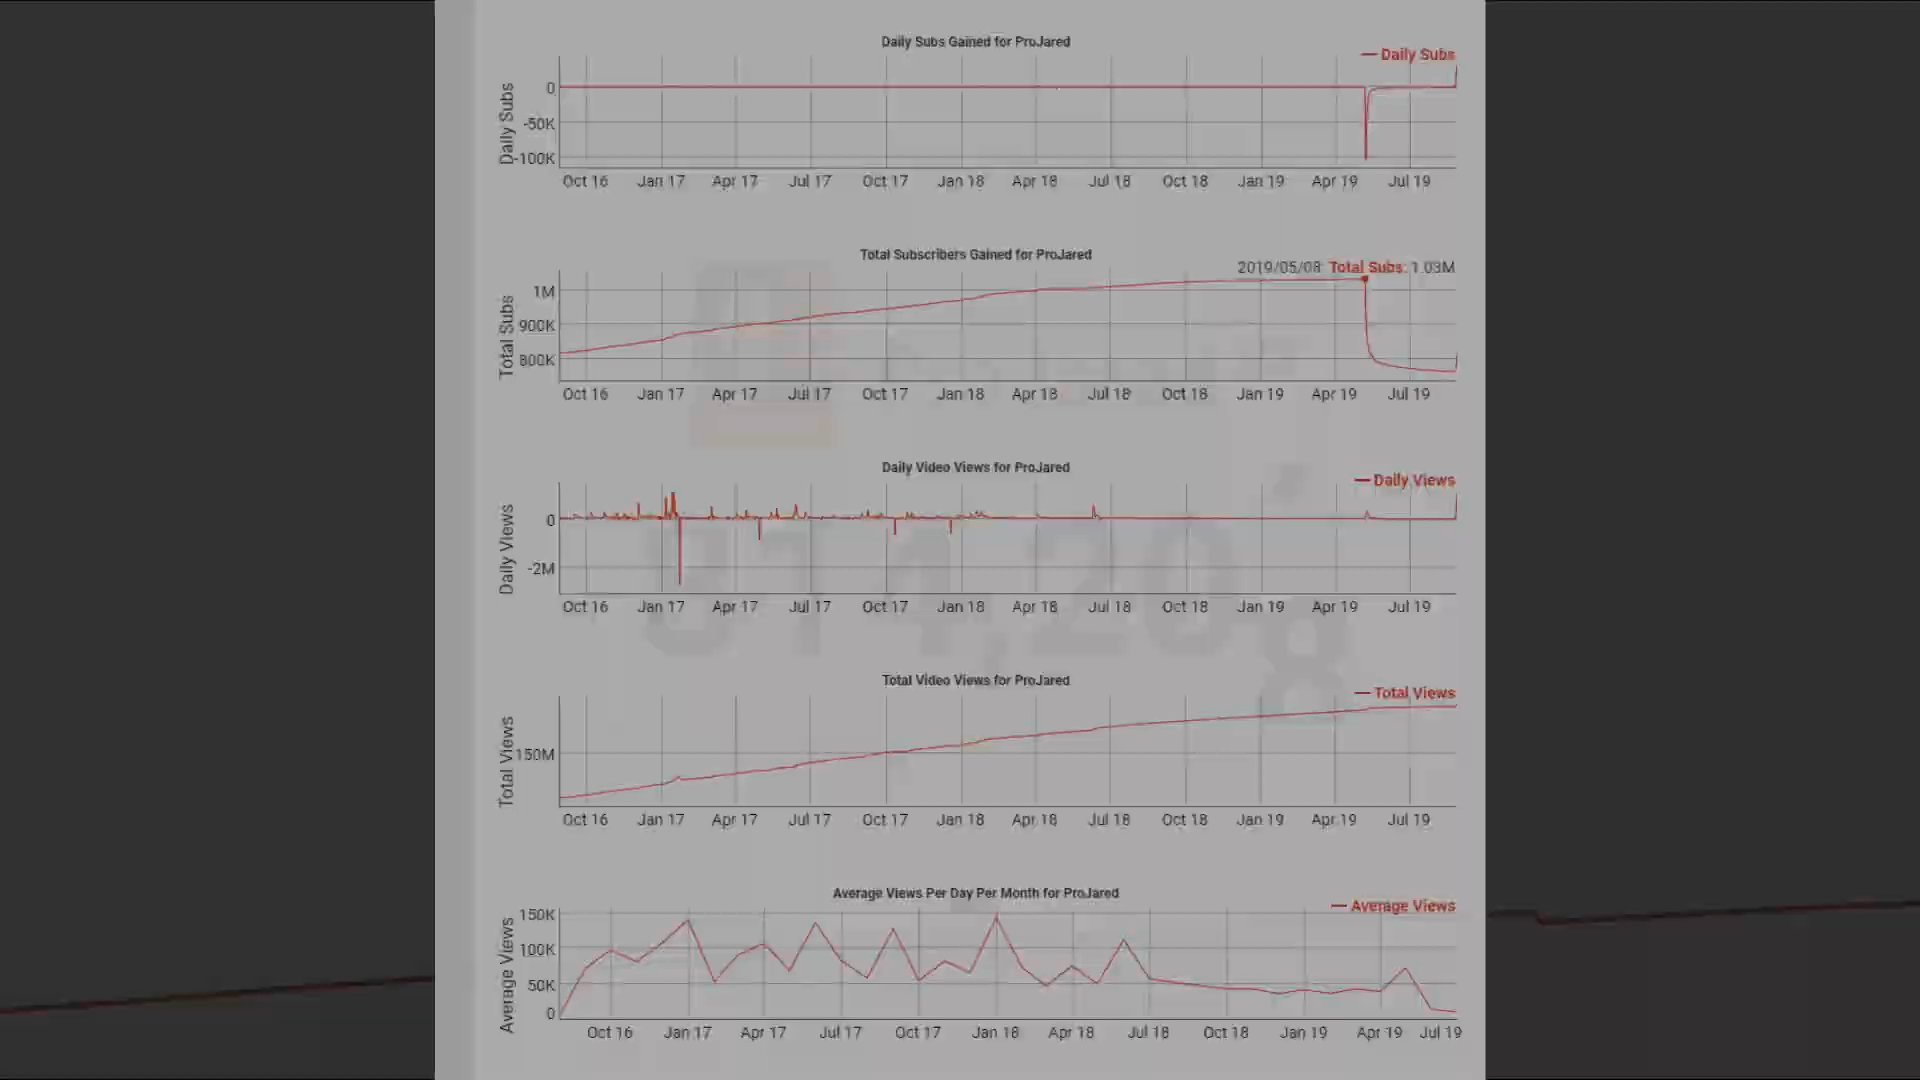 Daily Subs Gained for ProJared
Daily Subs
Daily Subs
0
-50K
-100K
Oct 16 Jan 17 Apr 17 Jul 17 Oct 17 Jan 18 Apr 18 Jul 18 Oct 18 Jan 19 Apr 19 Jul 19
Total Subscribers Gained for ProJared
2019/05/08: Total Subs: 1.03M
Total Subs
1M
900K
800K
Oct 16 Jan 17 Apr 17 Jul 17 Oct 17 Jan 18 Apr 18 Jul 18 Oct 18 Jan 19 Apr 19 Jul 19
Daily Video Views for ProJared
Daily Views
Daily Views
0
-2M
Oct 16 Jan 17 Apr 17 Jul 17 Oct 17 Jan 18 Apr 18 Jul 18 Oct 18 Jan 19 Apr 19 Jul 19
Total Video Views for ProJared
Total Views
Total Views
150M
Oct 16 Jan 17 Apr 17 Jul 17 Oct 17 Jan 18 Apr 18 Jul 18 Oct 18 Jan 19 Apr 19 Jul 19
Average Views Per Day Per Month for ProJared
Average Views
Average Views
150K
100K
50K
0
Oct 16 Jan 17 Apr 17 Jul 17 Oct 17 Jan 18 Apr 18 Jul 18 Oct 18 Jan 19 Apr 19 Jul 19